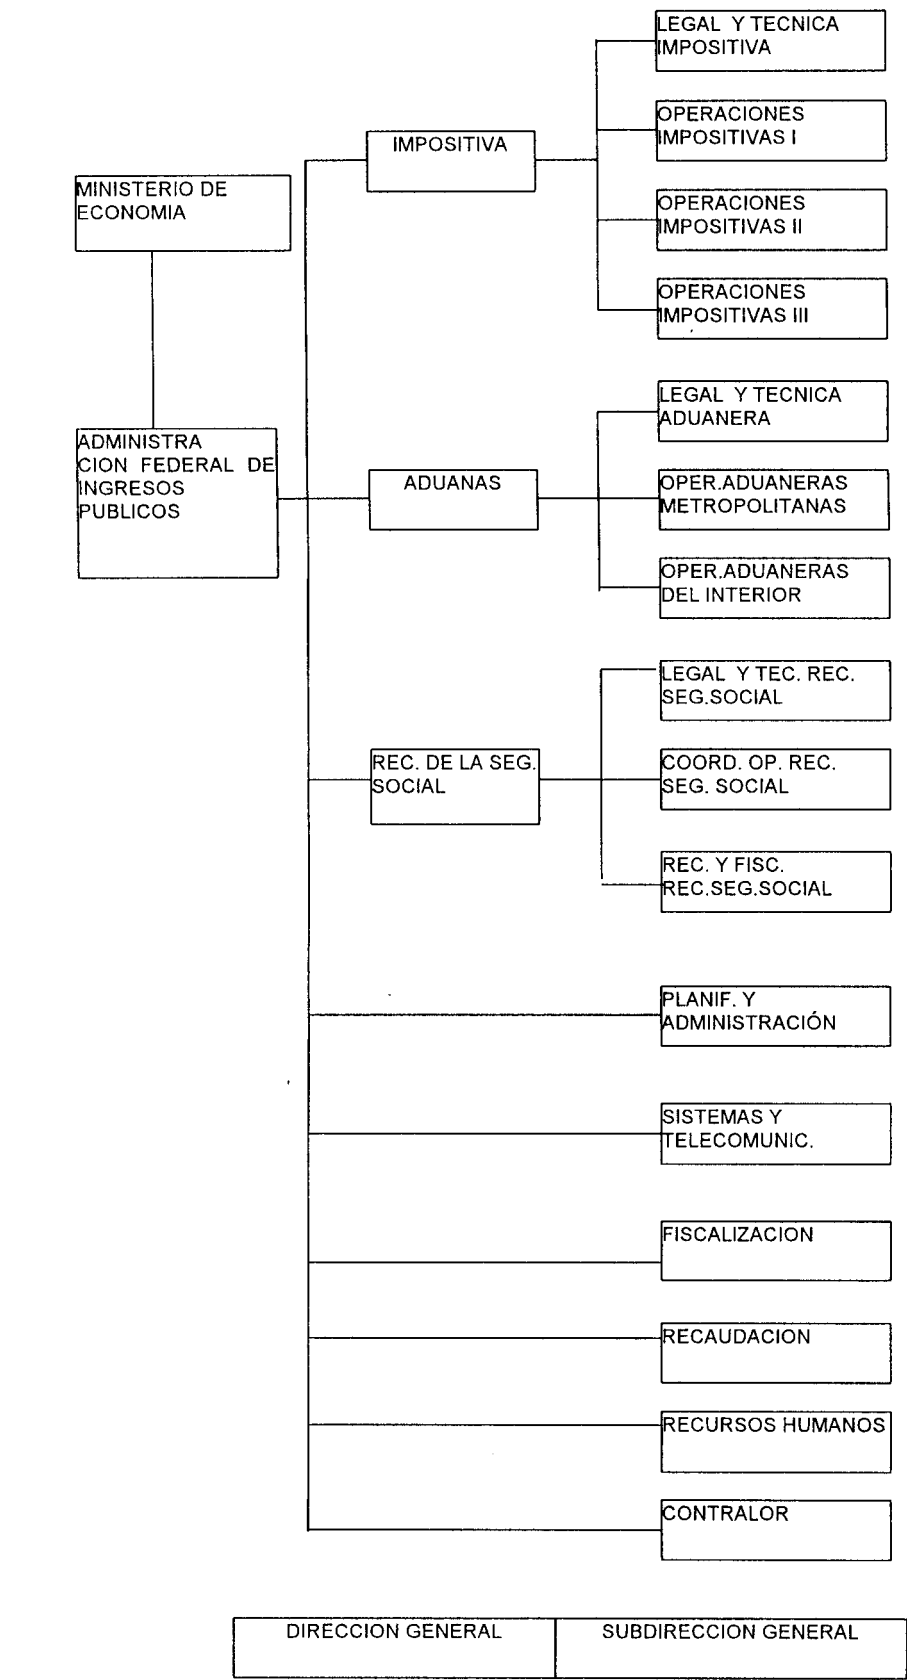 MINISTERIO DE
ECONOMIA
ADMINISTRA
CION FEDERAL DE
INGRESOS
PUBLICOS
IMPOSITIVA
LEGAL Y TECNICA
IMPOSITIVA
OPERACIONES
IMPOSITIVAS I
OPERACIONES
IMPOSITIVAS II
OPERACIONES
IMPOSITIVAS III
ADUANAS
LEGAL Y TECNICA
ADUANERA
OPER.ADUANERAS
METROPOLITANAS
OPER.ADUANERAS
DEL INTERIOR
REC. DE LA SEG.
SOCIAL
LEGAL Y TEC. REC.
SEG.SOCIAL
COORD. OP. REC.
SEG. SOCIAL
REC. Y FISC.
REC.SEG.SOCIAL
PLANIF. Y
ADMINISTRACIÓN
SISTEMAS Y
TELECOMUNIC.
FISCALIZACION
RECAUDACION
RECURSOS HUMANOS
CONTRALOR
DIRECCION GENERAL
SUBDIRECCION GENERAL